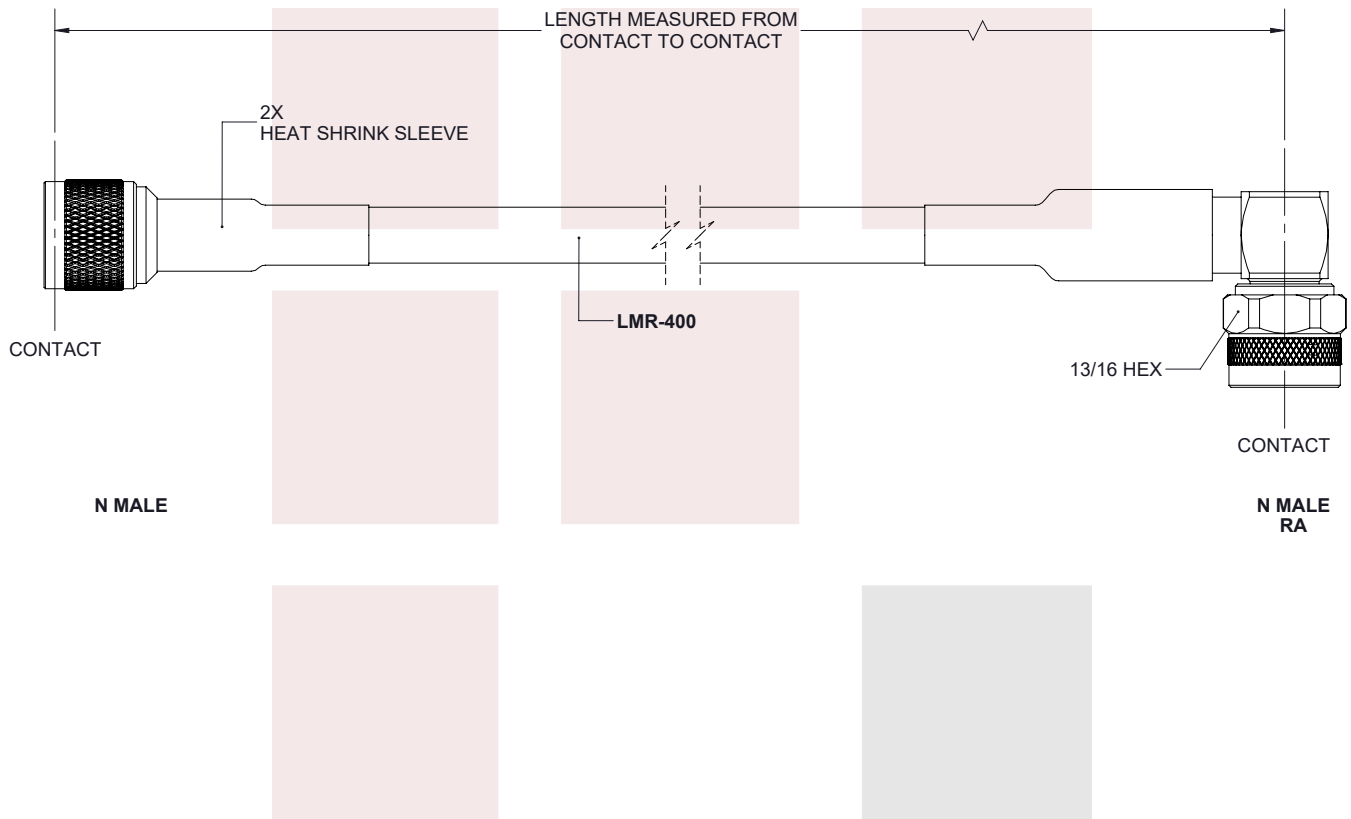 LENGTH MEASURED FROM
CONTACT TO CONTACT
2X
HEAT SHRINK SLEEVE
LMR-400
CONTACT
13/16 HEX
CONTACT
N MALE
N MALE
RA